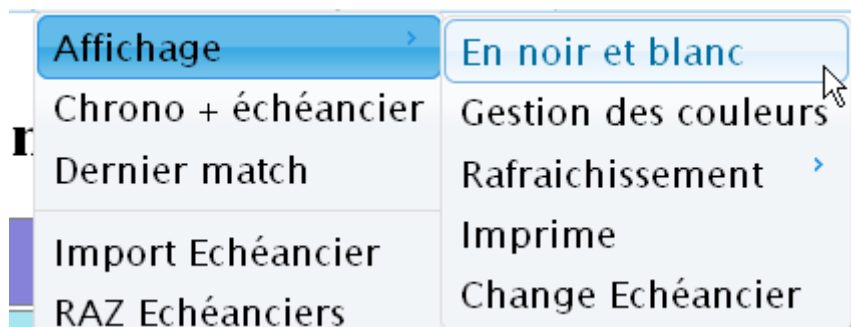 Affichage
Chrono + échéancier
Dernier match
Import Echéancier
RAZ Echéanciers
En noir et blanc
Gestion des couleurs
Rafraichissement
Imprime
Change Echéancier